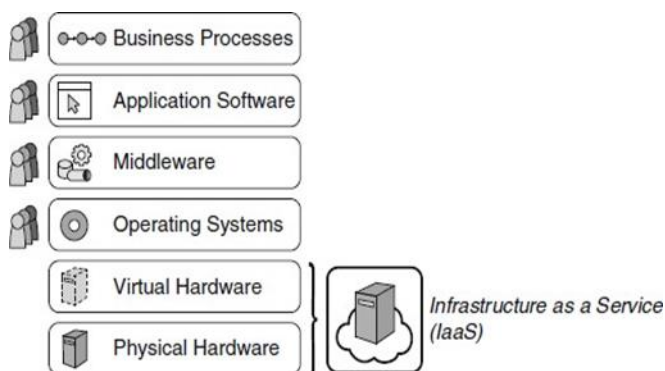 Business Processes
Application Software
Middleware
Operating Systems
Virtual Hardware
Physical Hardware
Infrastructure as a Service
(IaaS)